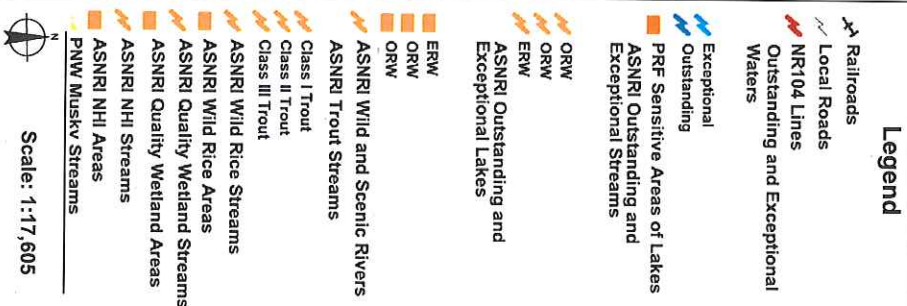 Legend
Railroads
Local Roads
NR104 Lines
Outstanding and Exceptional
Waters
Exceptional
Outstanding
PRF Sensitive Areas of Lakes
ASNRI Outstanding and
Exceptional Streams
ORW
ORW
ERW
ASNRI Outstanding and
Exceptional Lakes
ERW
ORW
ORW
ASNRI Wild and Scenic Rivers
ASNRI Trout Streams
Class I Trout
Class II Trout
Class III Trout
ASNRI Wild Rice Streams
ASNRI Wild Rice Areas
ASNRI Quality Wetland Streams
ASNRI Quality Wetland Areas
ASNRI NHI Streams
ASNRI NHI Areas
PNW Musky Streams
N
Scale: 1:17,605